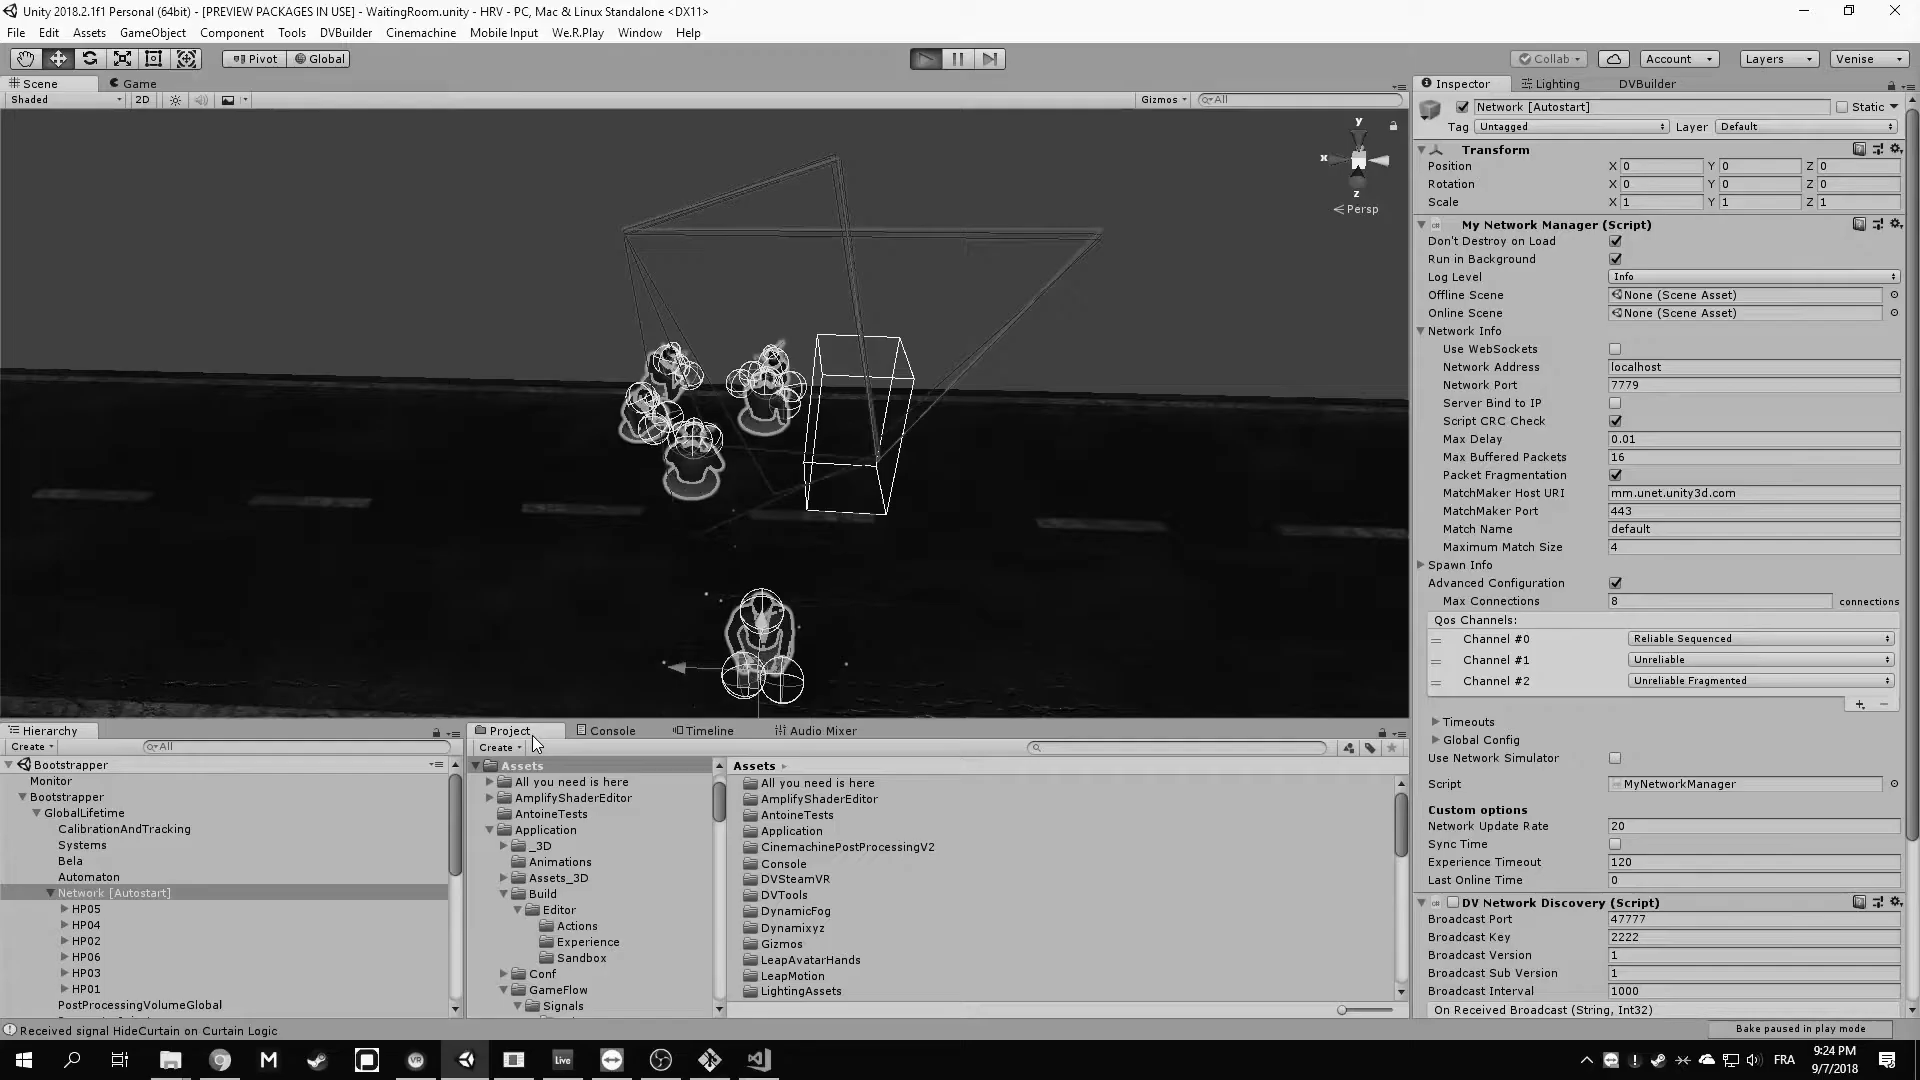 Unity 2018.2.1f1 Personal (64bit) - [PREVIEW PACKAGES IN USE] - WaitingRoom.unity - HRV - PC, Mac & Linux Standalone <DX11>
File Edit Assets GameObject Component Tools DVBuilder Cinemachine Mobile Input We.R.Play Window Help
Pivot Global Collab Account Layers Venise
Scene Game
Shaded 2D Gizmos All
y
x
z
Persp
Inspector Lighting DVBuilder
Network [Autostart] Static
Tag Untagged Layer Default
Transform
Position X 0 Y 0 Z 0
Rotation X 0 Y 0 Z 0
Scale X 1 Y 1 Z 1
My Network Manager (Script)
Don't Destroy on Load
Run in Background
Log Level Info
Offline Scene None (Scene Asset)
Online Scene None (Scene Asset)
Network Info
Use WebSockets
Network Address localhost
Network Port 7779
Server Bind to IP
Script CRC Check
Max Delay 0.01
Max Buffered Packets 16
Packet Fragmentation
MatchMaker Host URI mm.unet.unity3d.com
MatchMaker Port 443
Match Name default
Maximum Match Size 4
Spawn Info
Advanced Configuration
Max Connections 8 connections
Qos Channels:
Channel #0 Reliable Sequenced
Channel #1 Unreliable
Channel #2 Unreliable Fragmented
Timeouts
Global Config
Use Network Simulator
Script MyNetworkManager
Custom options
Network Update Rate 20
Sync Time
Experience Timeout 120
Last Online Time 0
DV Network Discovery (Script)
Broadcast Port 47777
Broadcast Key 2222
Broadcast Version 1
Broadcast Sub Version 1
Broadcast Interval 1000
On Received Broadcast (String, Int32)
Bake paused in play mode
Hierarchy
Create All
Bootstrapper
Monitor
Bootstrapper
GlobalLifetime
CalibrationAndTracking
Systems
Bela
Automaton
Network [Autostart]
HP05
HP04
HP02
HP06
HP03
HP01
PostProcessingVolumeGlobal
Project Console Timeline Audio Mixer
Create
Assets
All you need is here
AmplifyShaderEditor
AntoineTests
Application
_3D
Animations
Assets_3D
Build
Editor
Actions
Experience
Sandbox
Conf
GameFlow
Signals
Assets
All you need is here
AmplifyShaderEditor
AntoineTests
Application
CinemachinePostProcessingV2
Console
DVSteamVR
DVTools
DynamicFog
Dynamixyz
Gizmos
LeapAvatarHands
LeapMotion
LightingAssets
Received signal HideCurtain on Curtain Logic
VR Live FRA 9:24 PM
9/7/2018